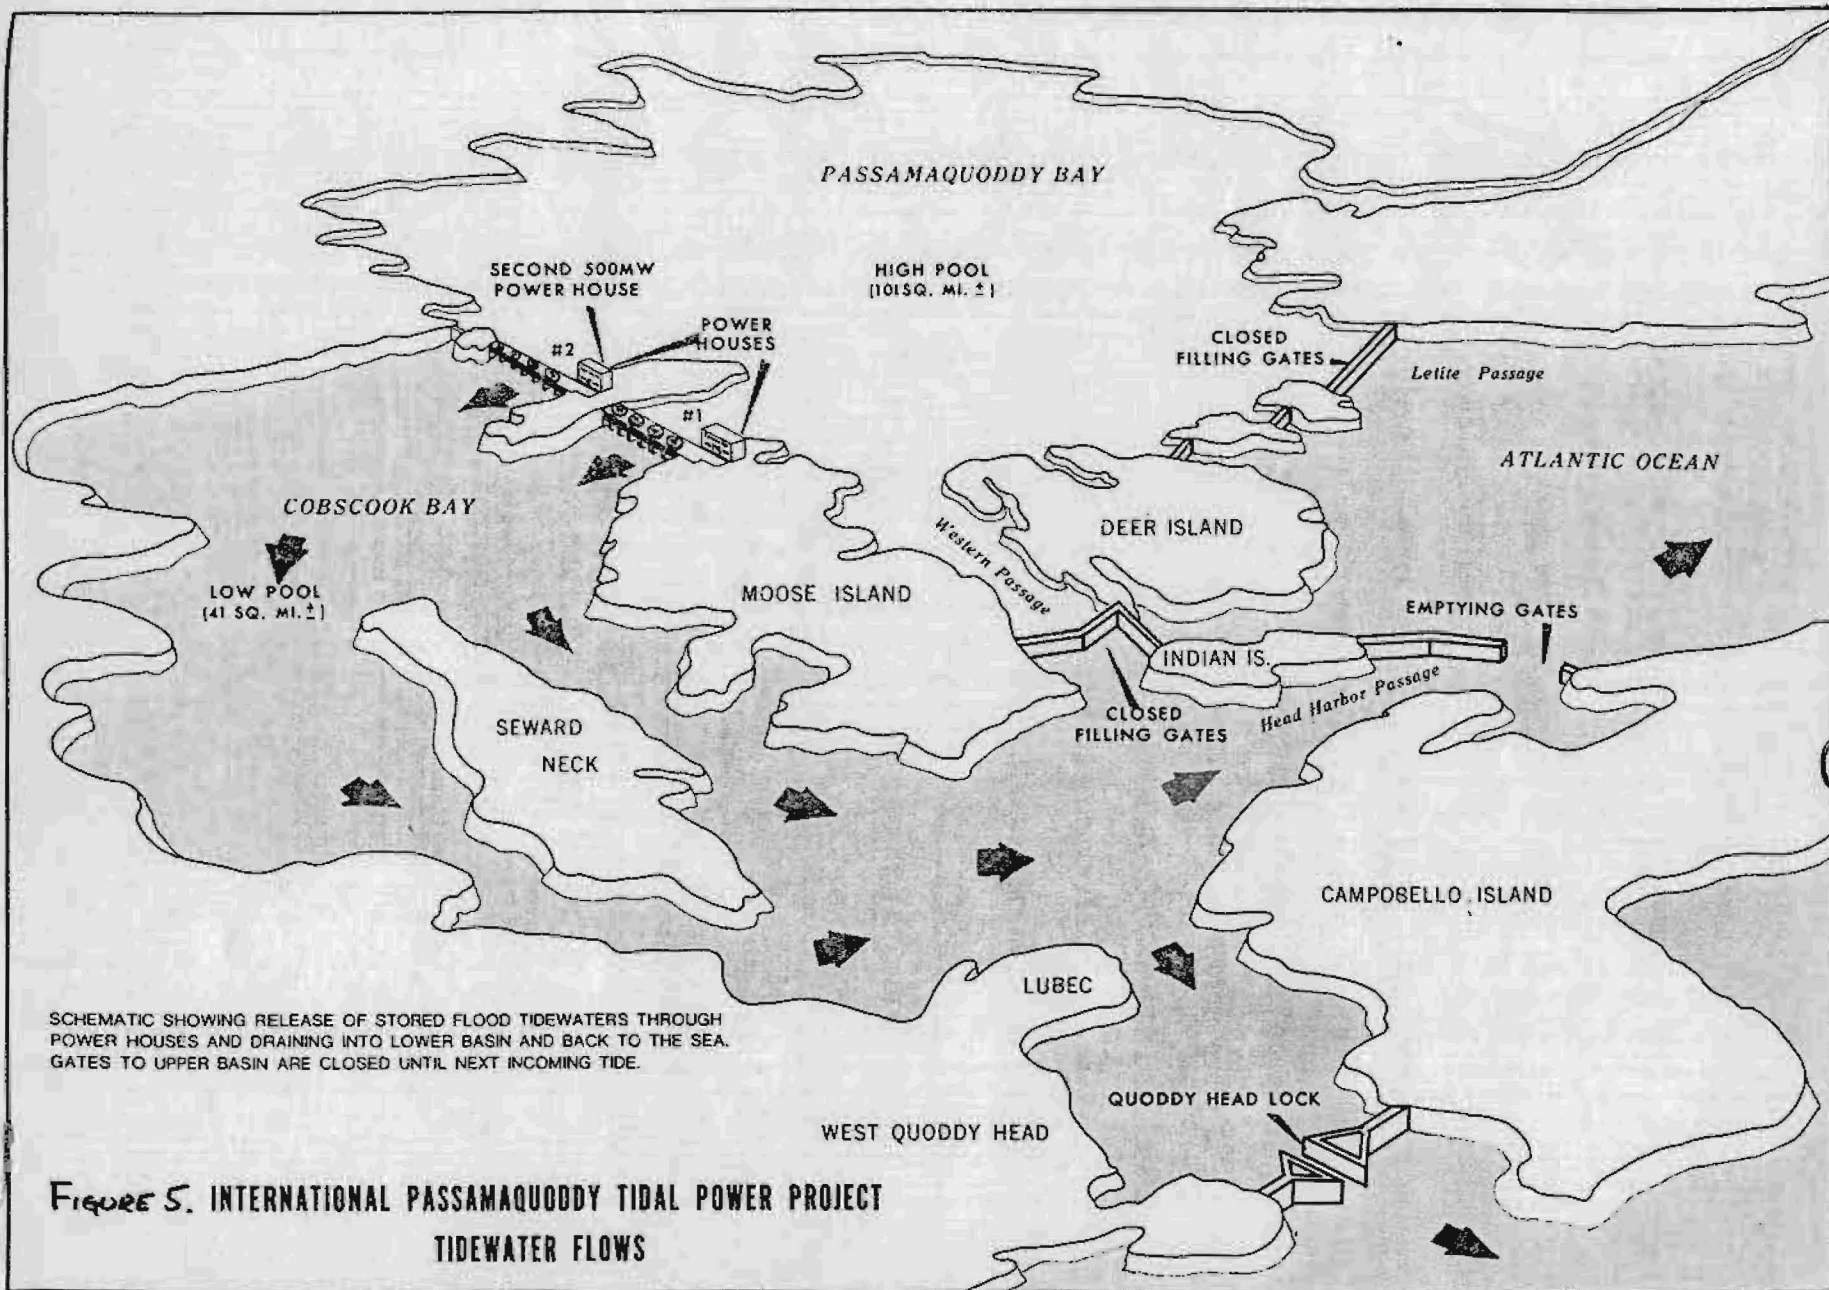 PASSAMAQUODDY BAY
SECOND 500MW
POWER HOUSE
HIGH POOL
(101 SQ. MI. ±)
POWER
HOUSES
#2
#1
CLOSED
FILLING GATES
Letite Passage
ATLANTIC OCEAN
COBSCOOK BAY
DEER ISLAND
Western Passage
LOW POOL
(41 SQ. MI. ±)
MOOSE ISLAND
EMPTYING GATES
INDIAN IS.
Head Harbor Passage
CLOSED
FILLING GATES
SEWARD
NECK
CAMPOBELLO ISLAND
LUBEC
SCHEMATIC SHOWING RELEASE OF STORED FLOOD TIDEWATERS THROUGH
POWER HOUSES AND DRAINING INTO LOWER BASIN AND BACK TO THE SEA.
GATES TO UPPER BASIN ARE CLOSED UNTIL NEXT INCOMING TIDE.
QUODDY HEAD LOCK
WEST QUODDY HEAD
FIGURE 5. INTERNATIONAL PASSAMAQUODDY TIDAL POWER PROJECT
TIDEWATER FLOWS